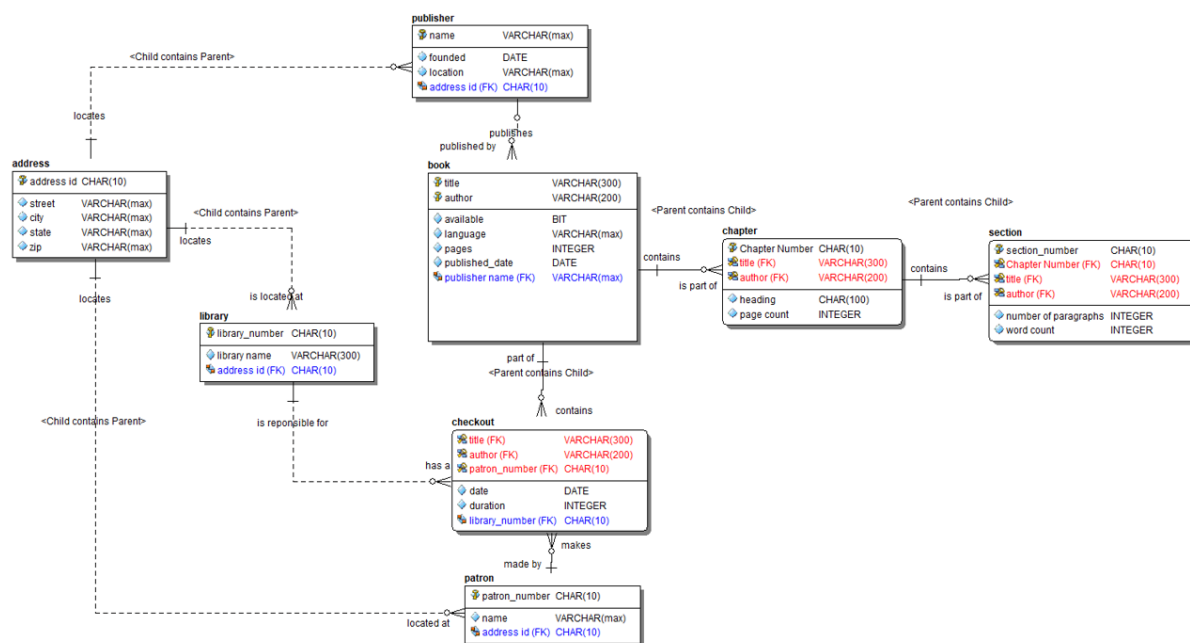 publisher
name VARCHAR(max)
founded DATE
location VARCHAR(max)
address id (FK) CHAR(10)
<Child contains Parent>
locates
publishes
published by
address
address id CHAR(10)
street VARCHAR(max)
city VARCHAR(max)
state VARCHAR(max)
zip VARCHAR(max)
<Child contains Parent>
locates
locates
is located at
book
title VARCHAR(300)
author VARCHAR(200)
available BIT
language VARCHAR(max)
pages INTEGER
published_date DATE
publisher name (FK) VARCHAR(max)
<Parent contains Child>
contains
is part of
chapter
Chapter Number CHAR(10)
title (FK) VARCHAR(300)
author (FK) VARCHAR(200)
heading CHAR(100)
page count INTEGER
<Parent contains Child>
contains
is part of
section
section_number CHAR(10)
Chapter Number (FK) CHAR(10)
title (FK) VARCHAR(300)
author (FK) VARCHAR(200)
number of paragraphs INTEGER
word count INTEGER
library
library_number CHAR(10)
library name VARCHAR(300)
address id (FK) CHAR(10)
part of
<Parent contains Child>
contains
<Child contains Parent>
is reponsible for
has a
checkout
title (FK) VARCHAR(300)
author (FK) VARCHAR(200)
patron_number (FK) CHAR(10)
date DATE
duration INTEGER
library_number (FK) CHAR(10)
makes
made by
patron
patron_number CHAR(10)
name VARCHAR(max)
address id (FK) CHAR(10)
located at